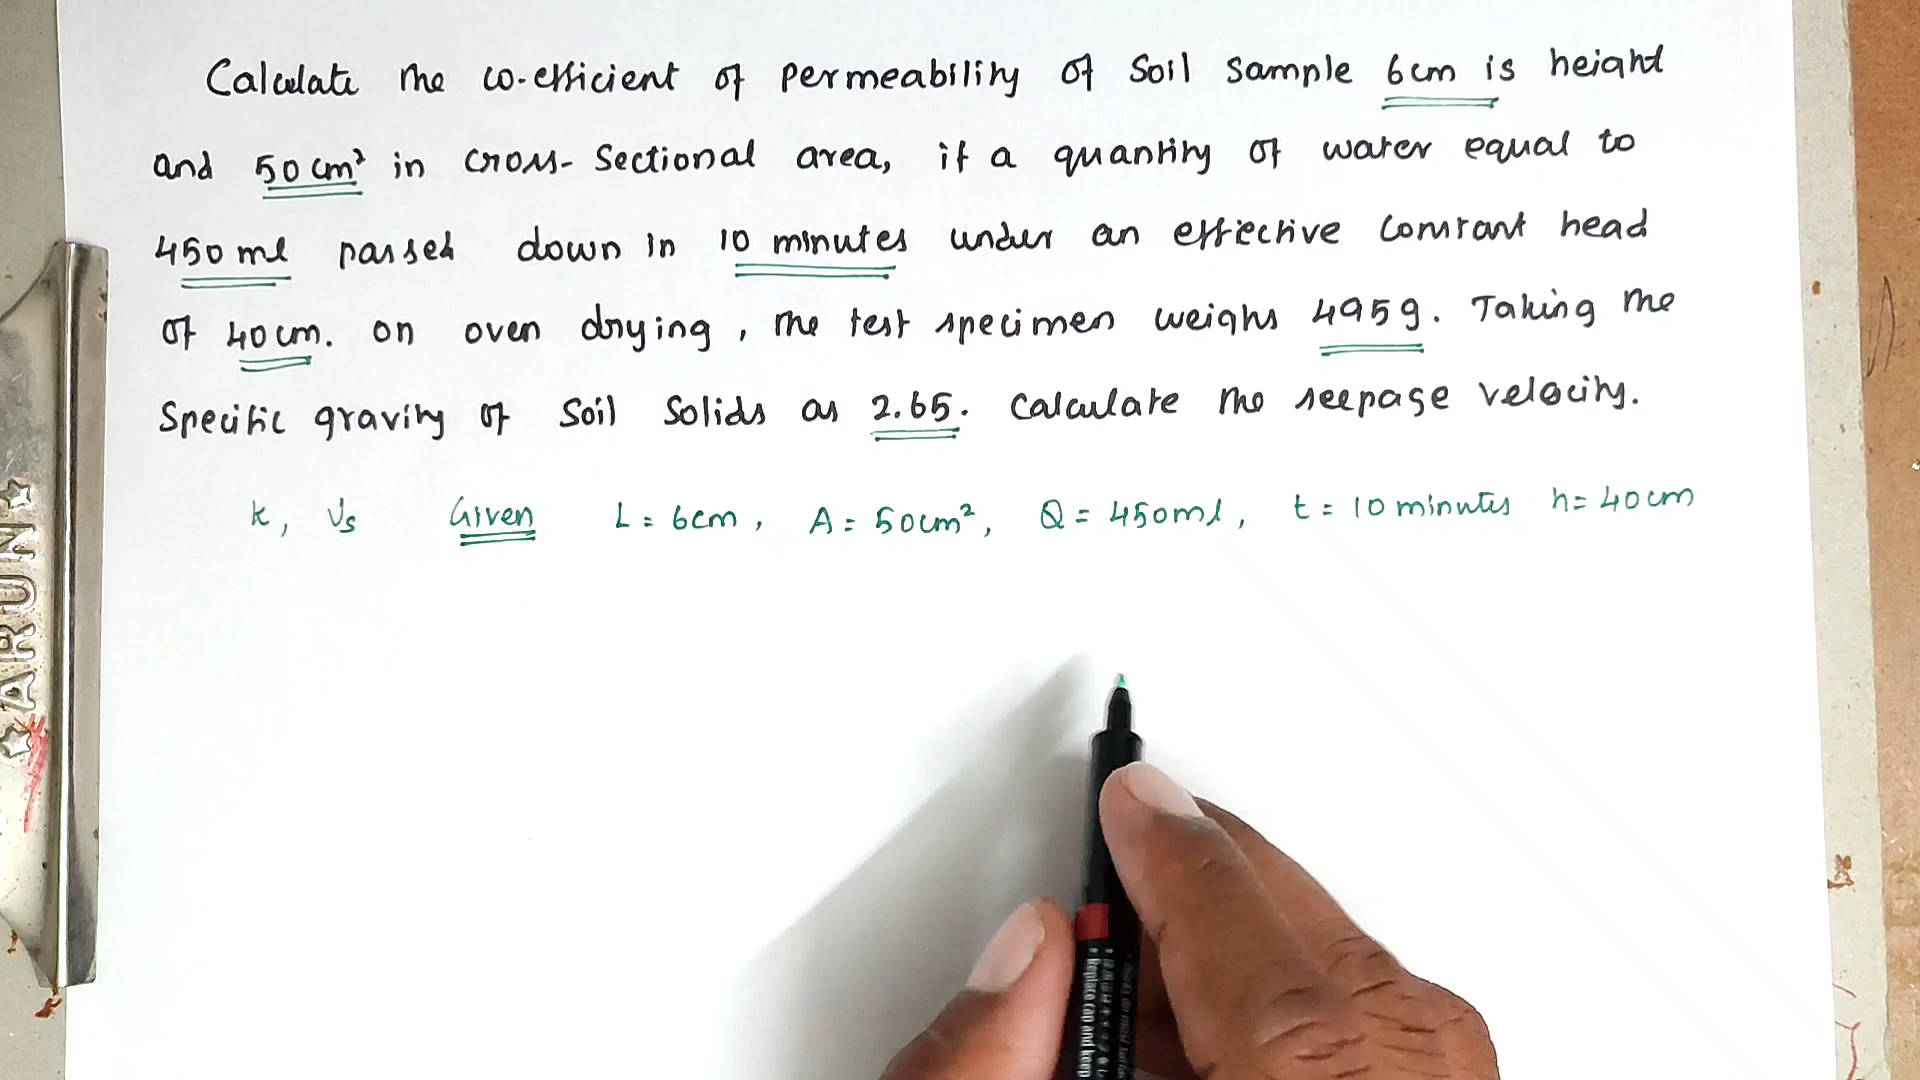 Calculate the co-efficient of permeability of soil sample 6cm is height
and 50 cm² in cross-sectional area, if a quantity of water equal to
450 ml passed down in 10 minutes under an effective constant head
of 40 cm. on oven drying, the test specimen weighs 495g. Taking the
Specific gravity of soil solids as 2.65. Calculate the seepage velocity.
k, Vs Given L = 6cm, A = 50cm², Q = 450ml, t = 10 minutes h = 40cm
ARUN